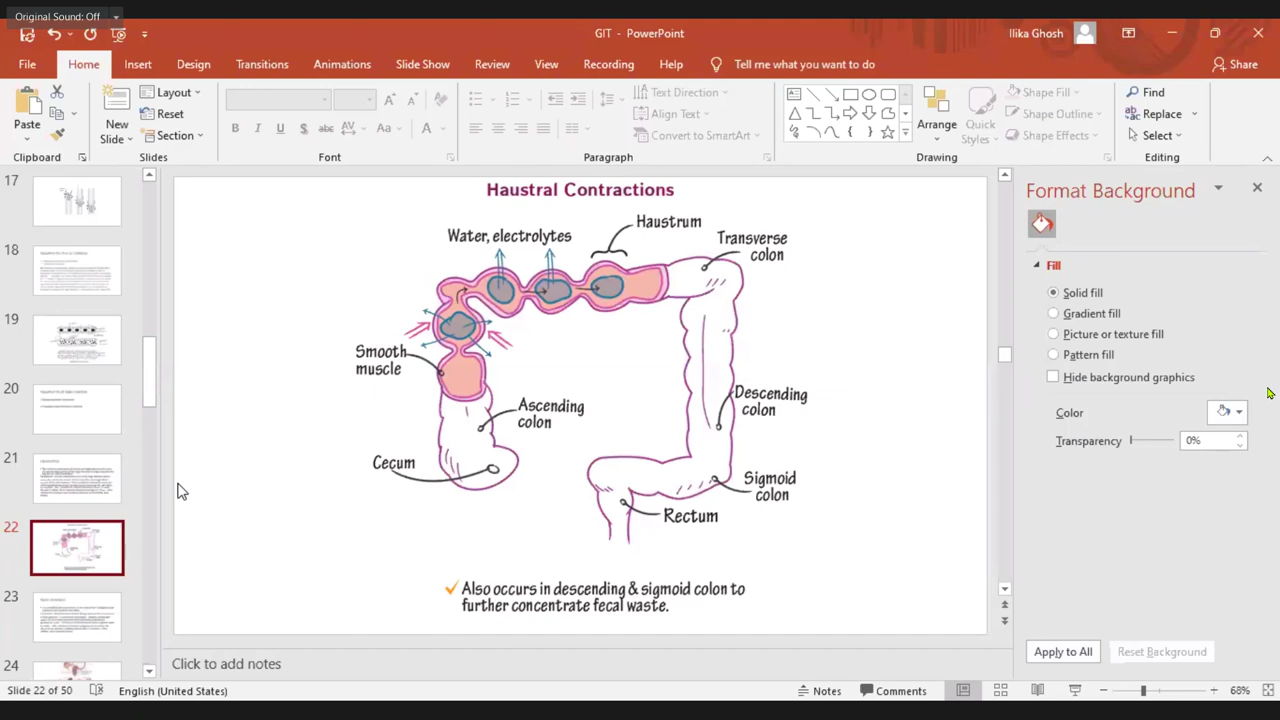 Original Sound: Off
GIT - PowerPoint
Ilika Ghosh
File Home Insert Design Transitions Animations Slide Show Review View Recording Help Tell me what you want to do Share
Paste
Clipboard
New Slide
Layout
Reset
Section
Slides
B I U S abc AV Aa A
Font
Text Direction
Align Text
Convert to SmartArt
Paragraph
Arrange
Quick Styles
Shape Fill
Shape Outline
Shape Effects
Drawing
Find
Replace
Select
Editing
17
18
19
20
21
22
23
24
Haustral Contractions
Haustrum
Water, electrolytes
Transverse
colon
Smooth
muscle
Descending
colon
Ascending
colon
Cecum
Sigmoid
colon
Rectum
✓ Also occurs in descending & sigmoid colon to
further concentrate fecal waste.
Click to add notes
Format Background
Fill
Solid fill
Gradient fill
Picture or texture fill
Pattern fill
Hide background graphics
Color
Transparency 0%
Apply to All Reset Background
Slide 22 of 50 English (United States) Notes Comments 68%